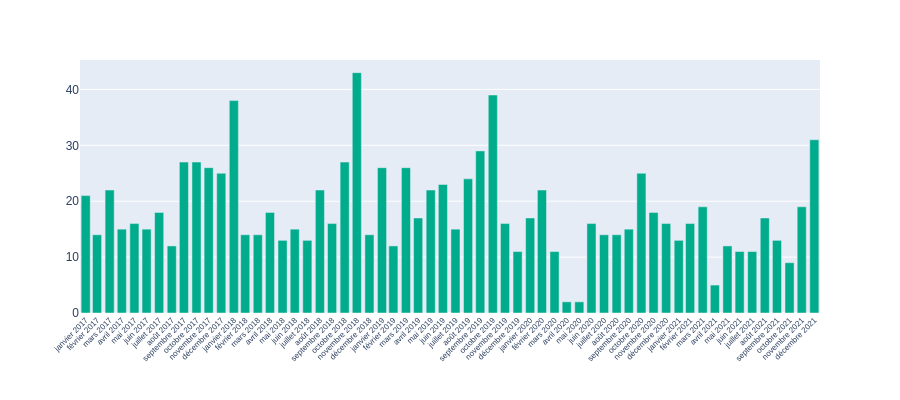 40
30
20
10
0
janvier 2017
février 2017
mars 2017
avril 2017
mai 2017
juin 2017
juillet 2017
août 2017
septembre 2017
octobre 2017
novembre 2017
décembre 2017
janvier 2018
février 2018
mars 2018
avril 2018
mai 2018
juin 2018
juillet 2018
août 2018
septembre 2018
octobre 2018
novembre 2018
décembre 2018
janvier 2019
février 2019
mars 2019
avril 2019
mai 2019
juin 2019
juillet 2019
août 2019
septembre 2019
octobre 2019
novembre 2019
décembre 2019
janvier 2020
février 2020
mars 2020
avril 2020
mai 2020
juin 2020
juillet 2020
août 2020
septembre 2020
octobre 2020
novembre 2020
décembre 2020
janvier 2021
février 2021
mars 2021
avril 2021
mai 2021
juin 2021
juillet 2021
août 2021
septembre 2021
octobre 2021
novembre 2021
décembre 2021